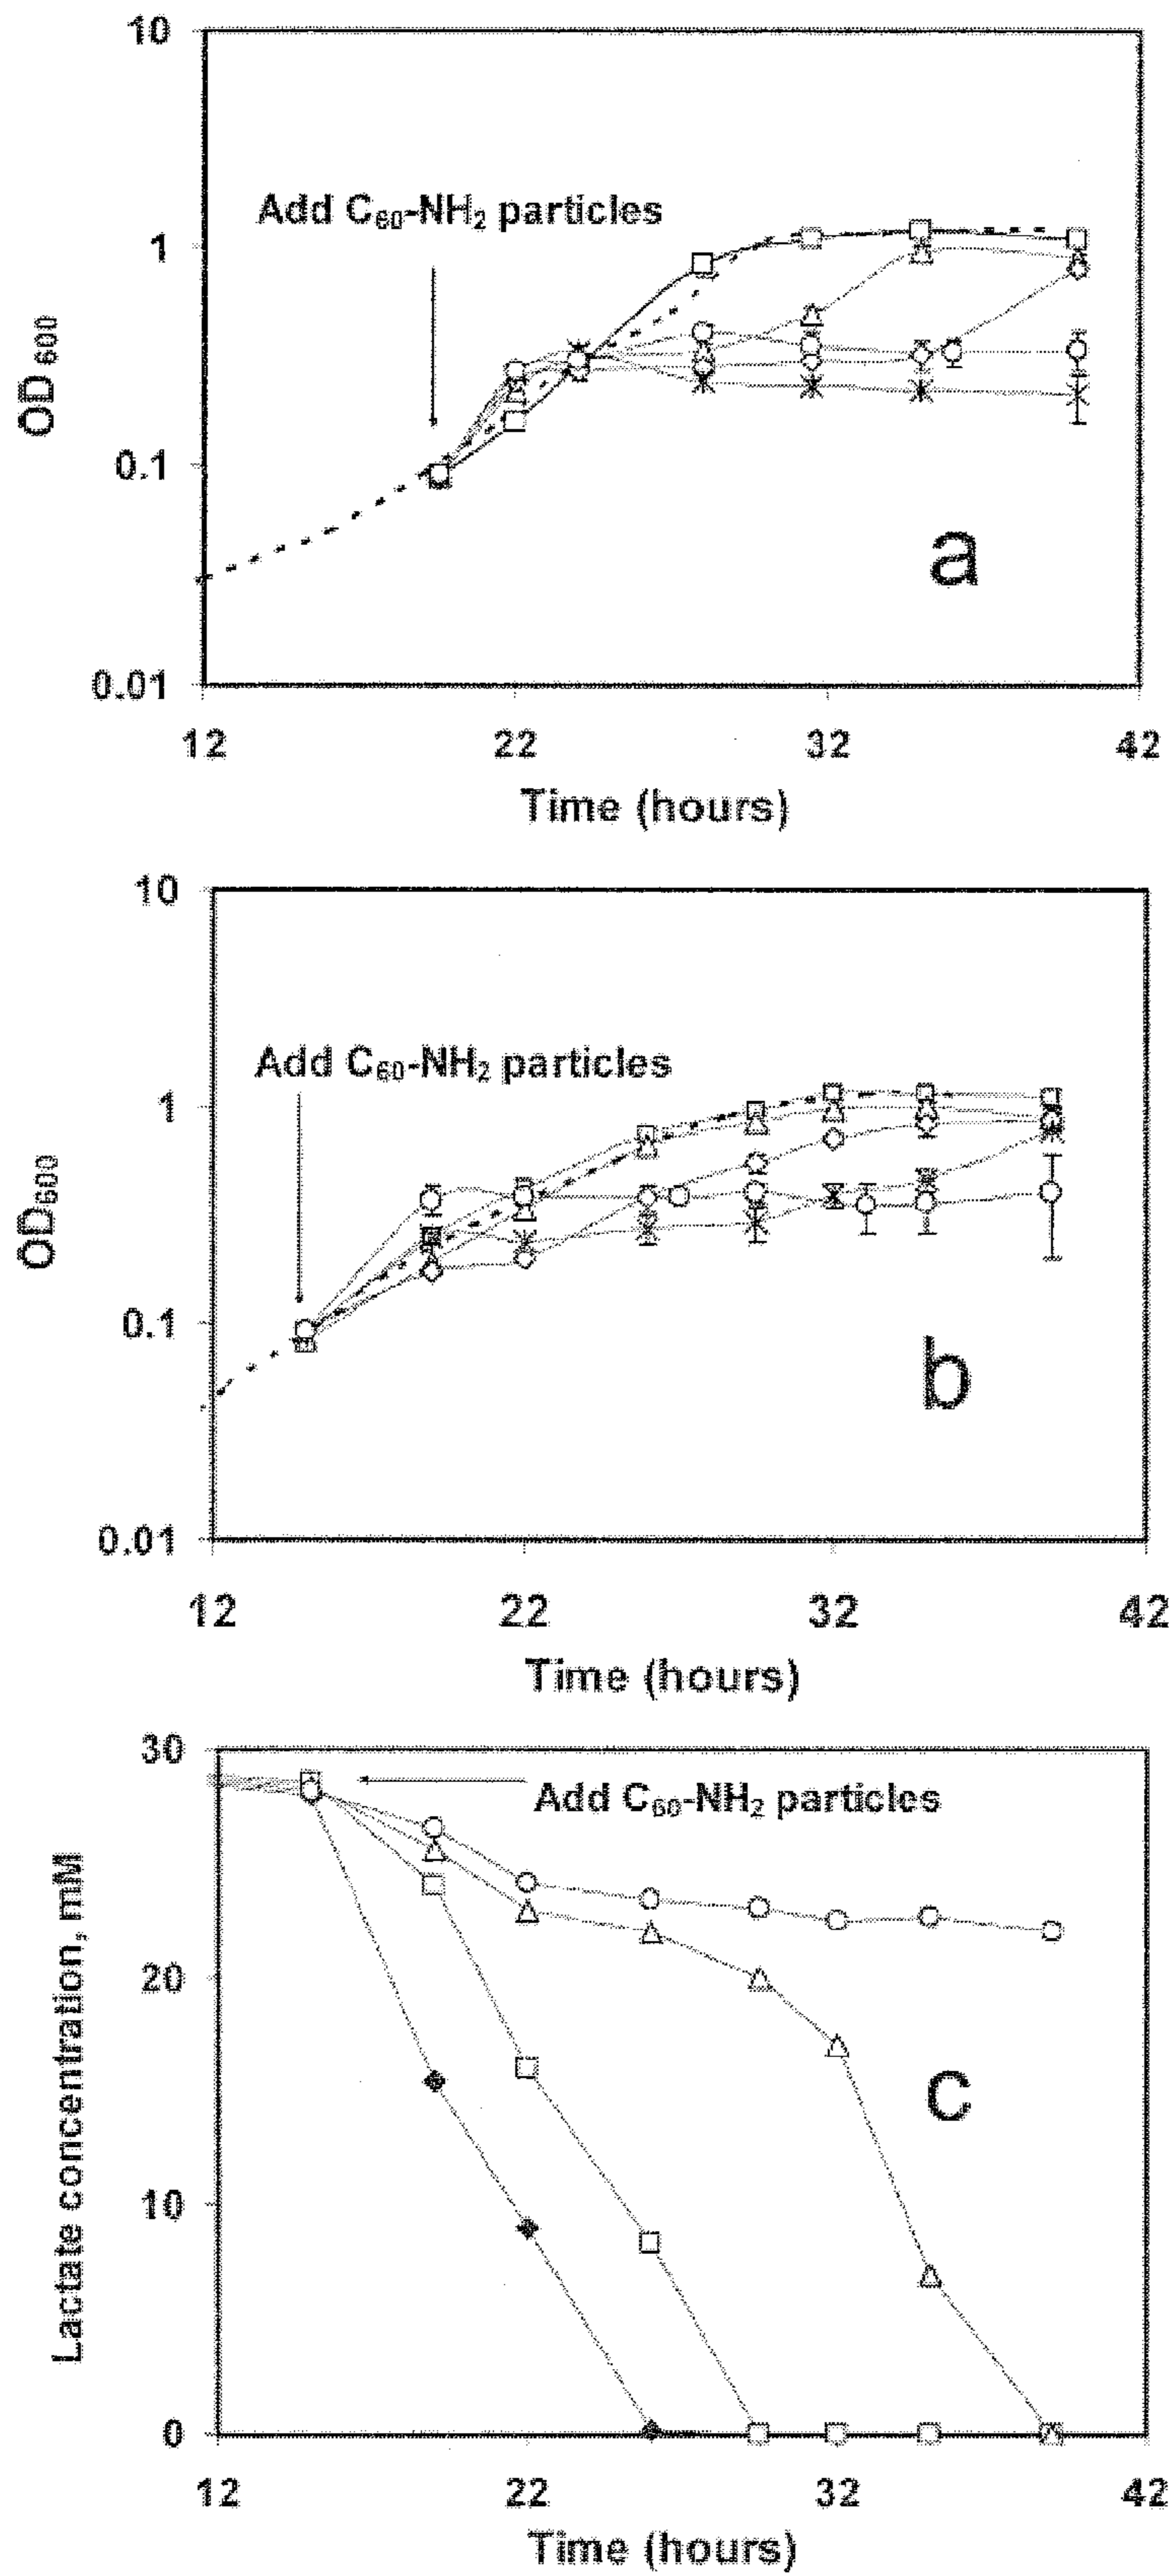 10
Add C60-NH2 particles
1
OD 600
0.1
a
0.01
12 22 32 42
Time (hours)
10
Add C60-NH2 particles
1
OD600
0.1
b
0.01
12 22 32 42
Time (hours)
30
Add C60-NH2 particles
20
Lactate concentration, mM
c
10
0
12 22 32 42
Time (hours)